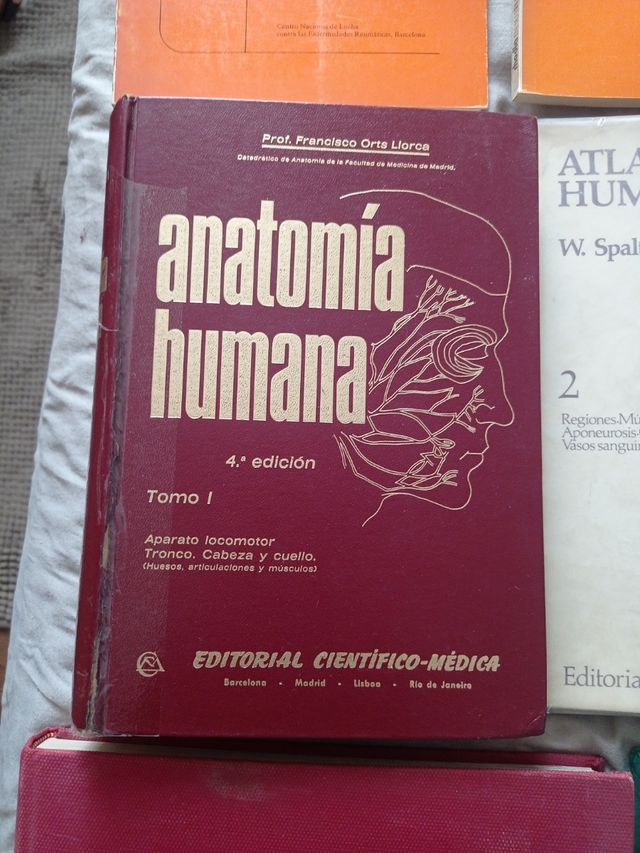 Centro Nacional de Lucha
contra las Enfermedades Reumáticas. Barcelona
Prof. Francisco Orts Llorca
Catedrático de Anatomía de la Facultad de Medicina de Madrid.
anatomía
humana
4.ª edición
Tomo I
Aparato locomotor
Tronco. Cabeza y cuello.
(Huesos, articulaciones y músculos)
EDITORIAL CIENTÍFICO-MÉDICA
Barcelona - Madrid - Lisboa - Río de Janeiro
ATLA
HUM
W. Spalt
2
Regiones·Mú
Aponeurosis·
Vasos sanguín
Editoria